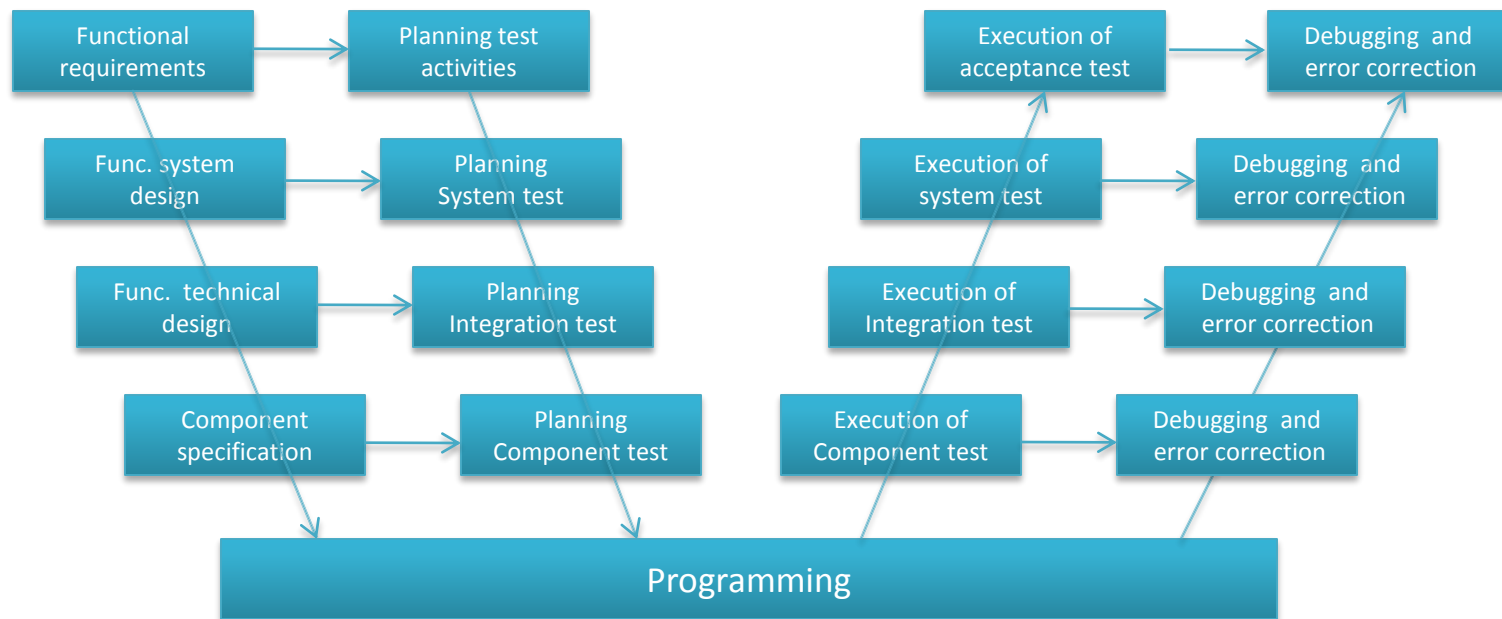 Functional
requirements
Planning test
activities
Execution of
acceptance test
Debugging and
error correction
Func. system
design
Planning
System test
Execution of
system test
Debugging and
error correction
Func. technical
design
Planning
Integration test
Execution of
Integration test
Debugging and
error correction
Component
specification
Planning
Component test
Execution of
Component test
Debugging and
error correction
Programming